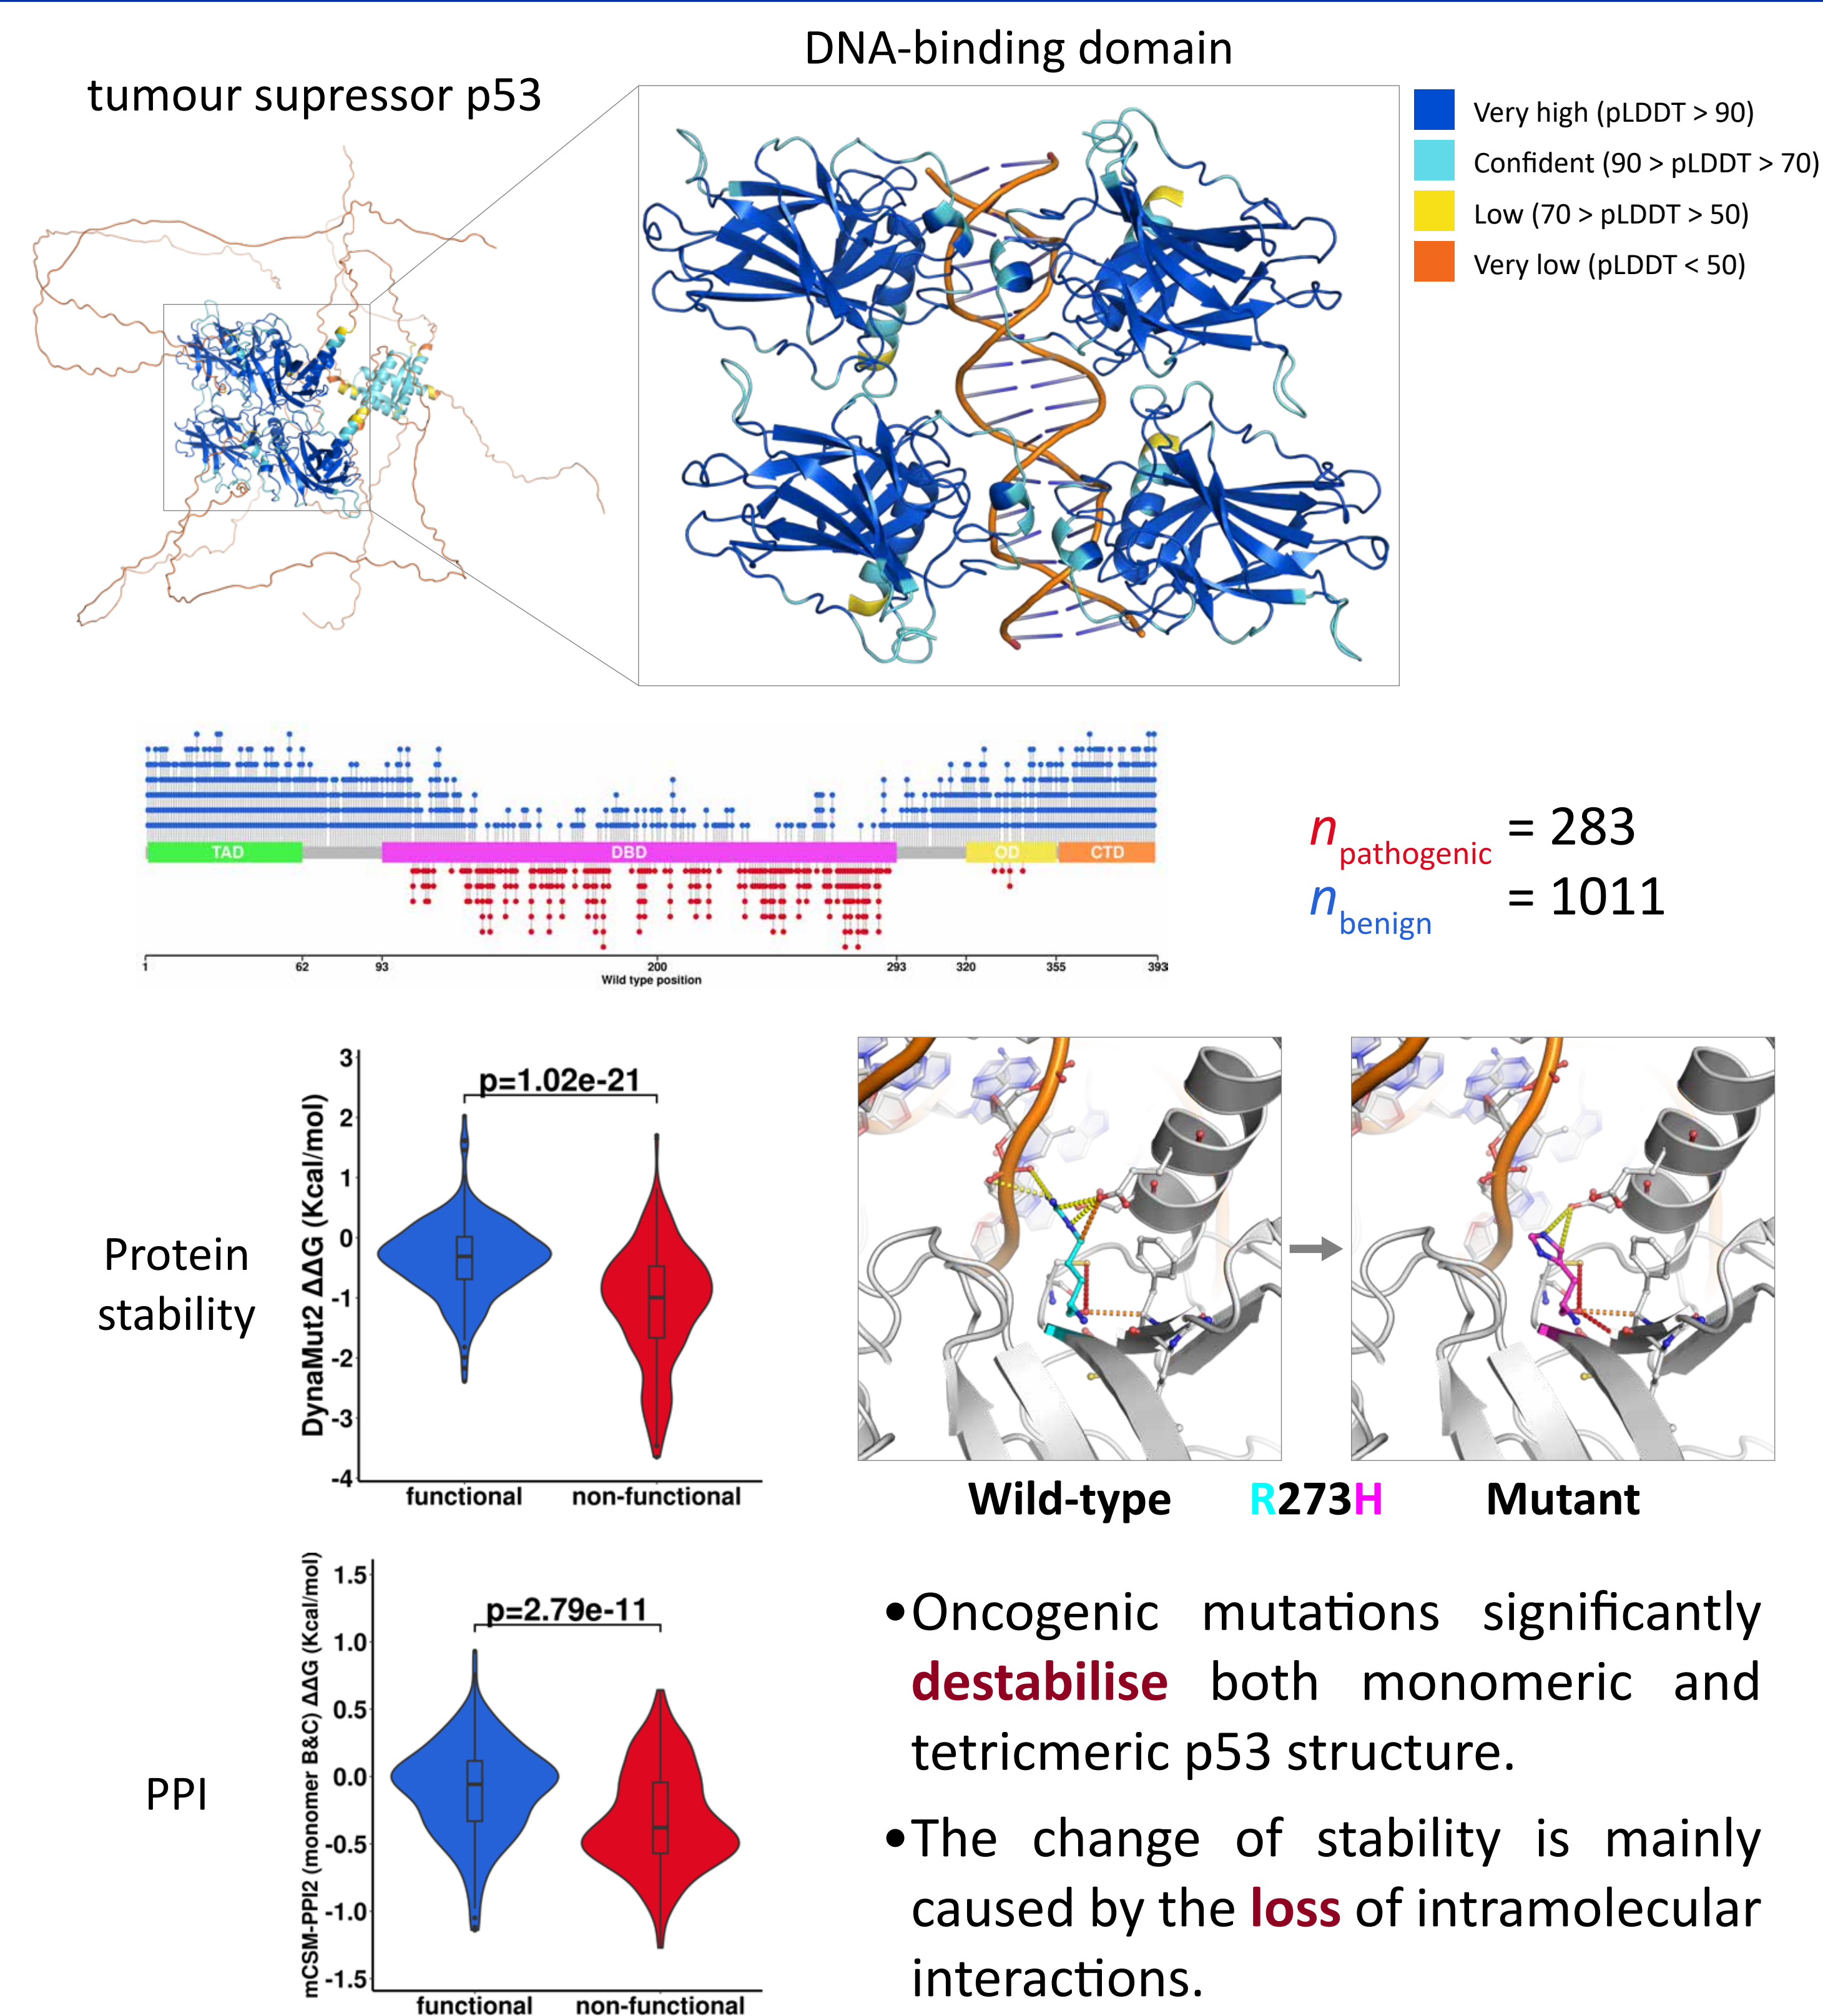 DNA-binding domain
tumour supressor p53
Very high (pLDDT > 90)
Confident (90 > pLDDT > 70)
Low (70 > pLDDT > 50)
Very low (pLDDT < 50)
TAD
DBD
OD
CTD
1
62
93
200
293
320
355
393
Wild type position
n pathogenic = 283
n benign = 1011
Protein
stability
DynaMut2 ΔΔG (Kcal/mol)
3
2
1
0
-1
-2
-3
-4
p=1.02e-21
functional
non-functional
Wild-type
R273H
Mutant
PPI
mCSM-PPI2 (monomer B&C) ΔΔG (Kcal/mol)
1.5
1.0
0.5
0.0
-0.5
-1.0
-1.5
p=2.79e-11
functional
non-functional
•Oncogenic mutations significantly
destabilise both monomeric and
tetricmeric p53 structure.
•The change of stability is mainly
caused by the loss of intramolecular
interactions.